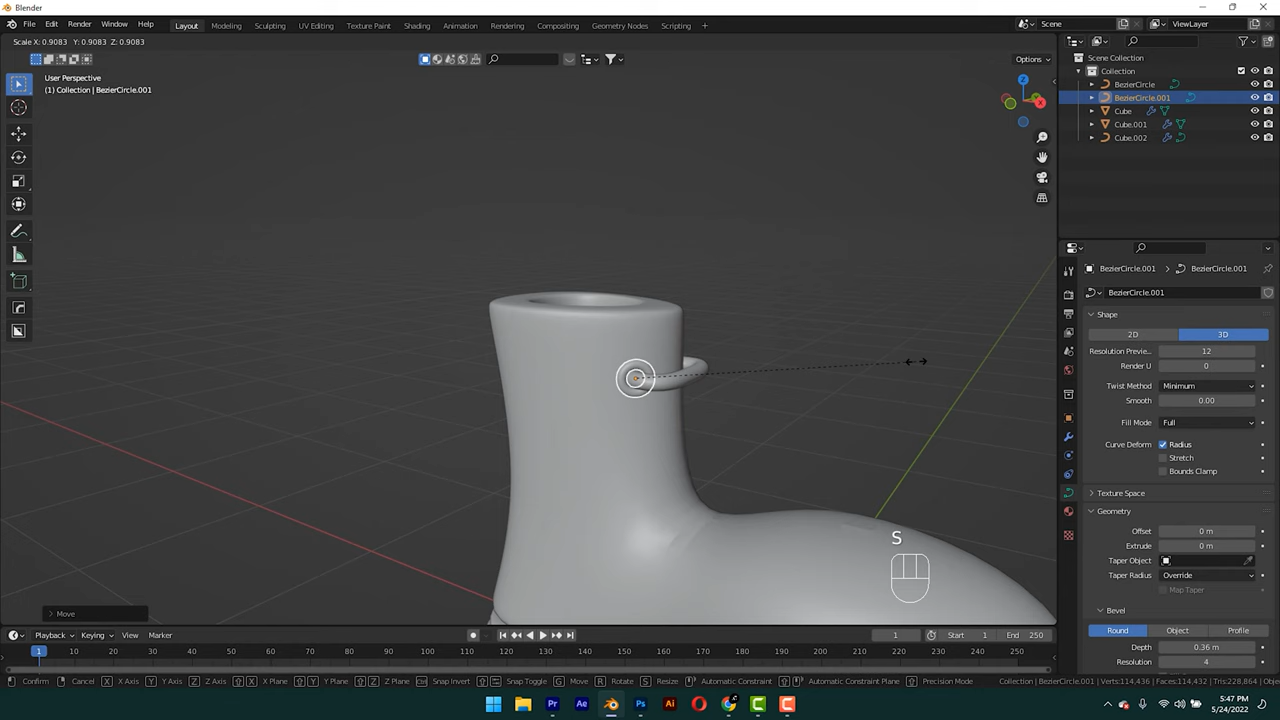 Blender
File Edit Render Window Help Layout Modeling Sculpting UV Editing Texture Paint Shading Animation Rendering Compositing Geometry Nodes Scripting + Scene ViewLayer
Scale X: 0.9083 Y: 0.9083 Z: 0.9083
Options
User Perspective
(1) Collection | BezierCircle.001
Scene Collection
Collection
BezierCircle
BezierCircle.001
Cube
Cube.001
Cube.002
BezierCircle.001 > BezierCircle.001
BezierCircle.001
Shape
2D 3D
Resolution Previe... 12
Render U 0
Twist Method Minimum
Smooth 0.00
Fill Mode Full
Curve Deform Radius
Stretch
Bounds Clamp
Texture Space
Geometry
Offset 0 m
Extrude 0 m
Taper Object
Taper Radius Override
Map Taper
Bevel
Round Object Profile
Depth 0.36 m
Resolution 4
S
X
Z
> Move
Playback Keying View Marker 1 Start 1 End 250
1 10 20 30 40 50 60 70 80 90 100 110 120 130 140 150 160 170 180 190 200 210 220 230 240 250
Confirm Cancel X X Axis Y Y Axis Z Z Axis X X Plane Y Y Plane Z Z Plane Ctrl Snap Invert Snap Toggle G Move R Rotate S Resize Automatic Constraint Automatic Constraint Plane Precision Mode Collection | BezierCircle.001 | Verts:114,436 | Faces:114,432 | Tris:228,864 | Obje
Pr Ae Ps Ai
5:47 PM
5/24/2022